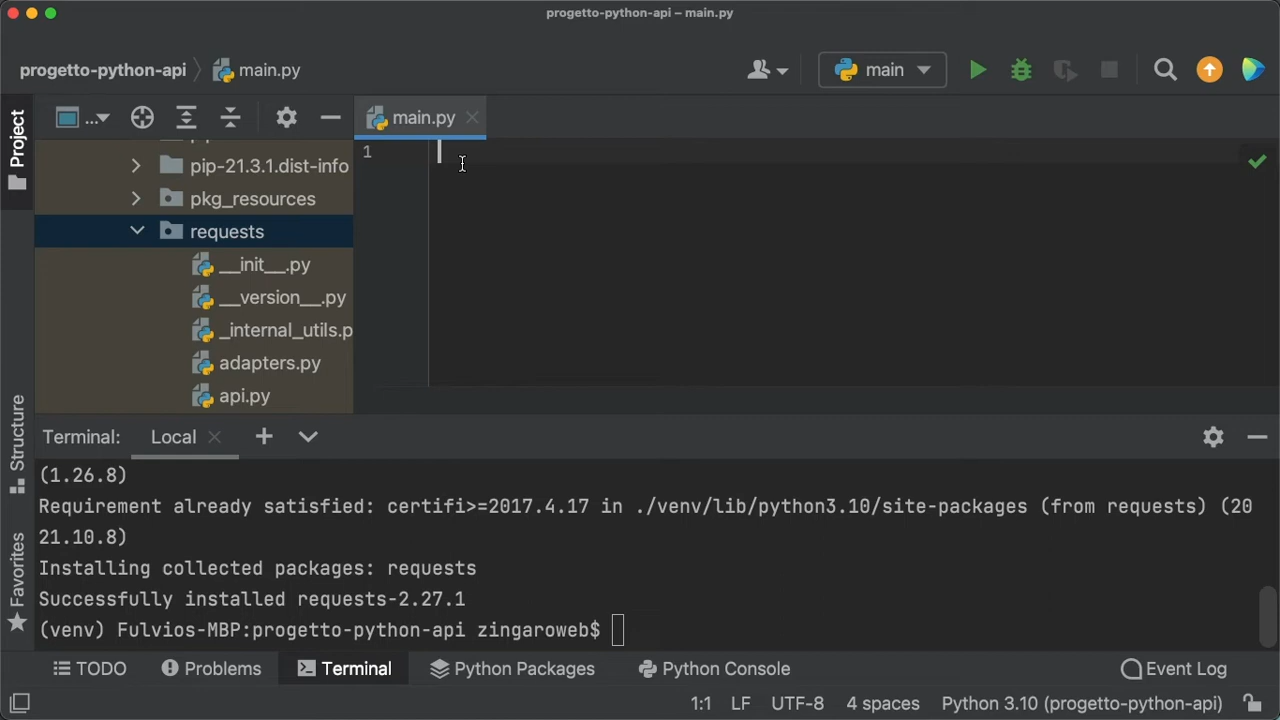 progetto-python-api – main.py
progetto-python-api
main.py
main
Project
...
main.py
pip-21.3.1.dist-info
pkg_resources
requests
__init__.py
__version__.py
_internal_utils.p
adapters.py
api.py
1
Structure
Favorites
Terminal:
Local
(1.26.8)
Requirement already satisfied: certifi>=2017.4.17 in ./venv/lib/python3.10/site-packages (from requests) (20
21.10.8)
Installing collected packages: requests
Successfully installed requests-2.27.1
(venv) Fulvios-MBP:progetto-python-api zingaroweb$
TODO
Problems
Terminal
Python Packages
Python Console
Event Log
1:1
LF
UTF-8
4 spaces
Python 3.10 (progetto-python-api)